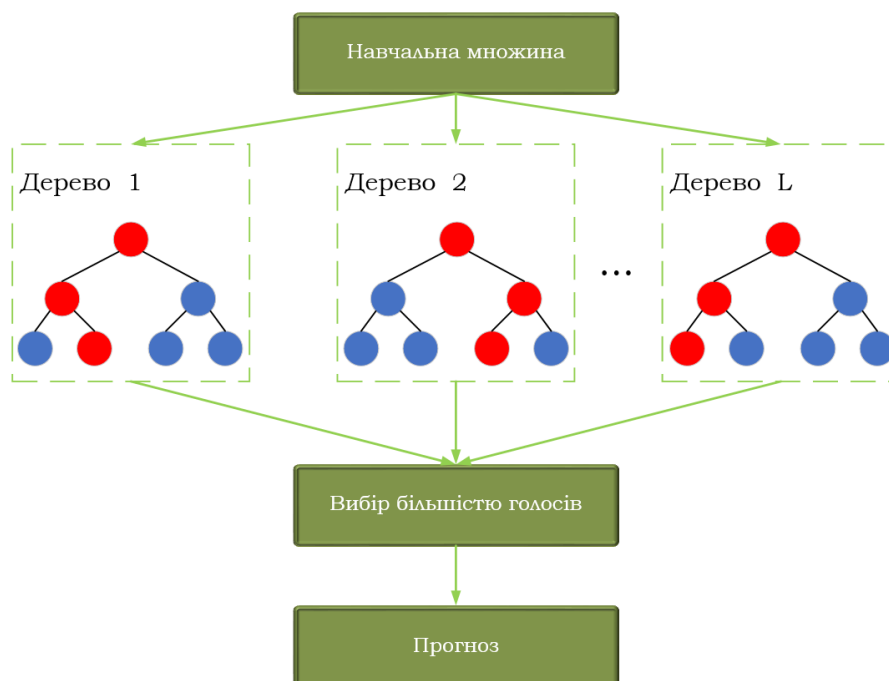 Навчальна множина
Дерево 1
Дерево 2
Дерево L
...
Вибір більшістю голосів
Прогноз